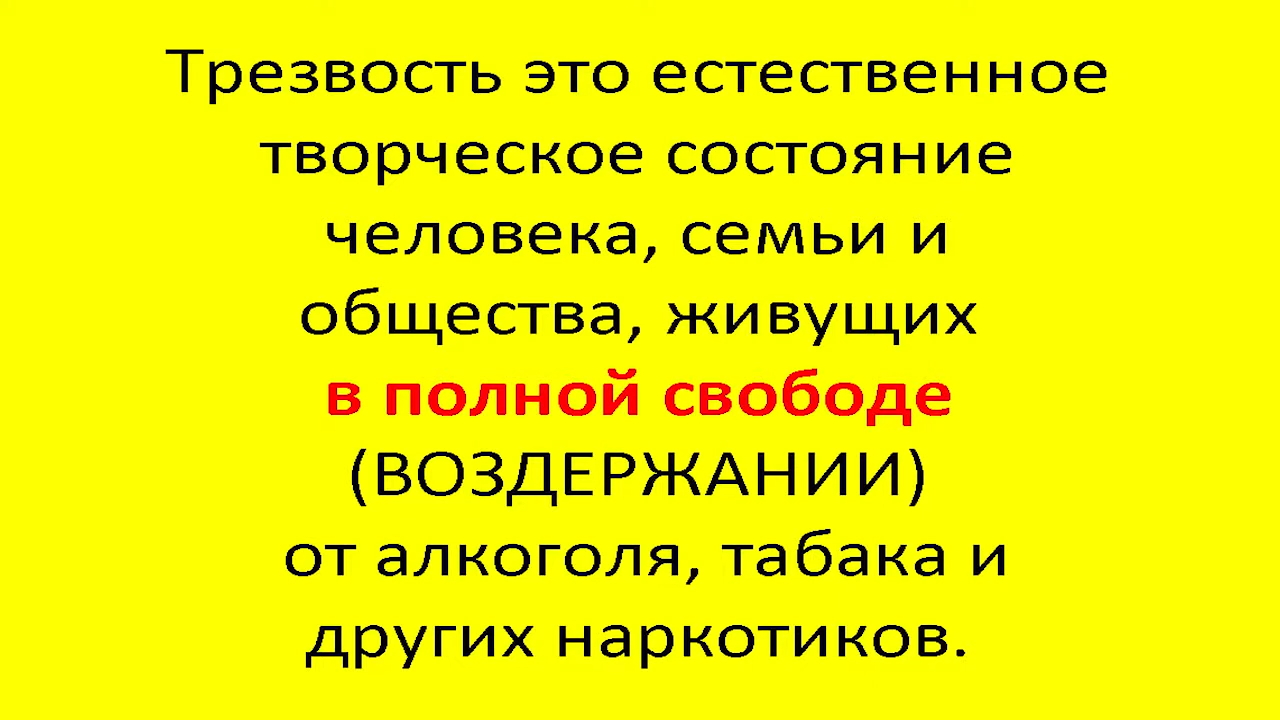 Трезвость это естественное
творческое состояние
человека, семьи и
общества, живущих
в полной свободе
(ВОЗДЕРЖАНИИ)
от алкоголя, табака и
других наркотиков.